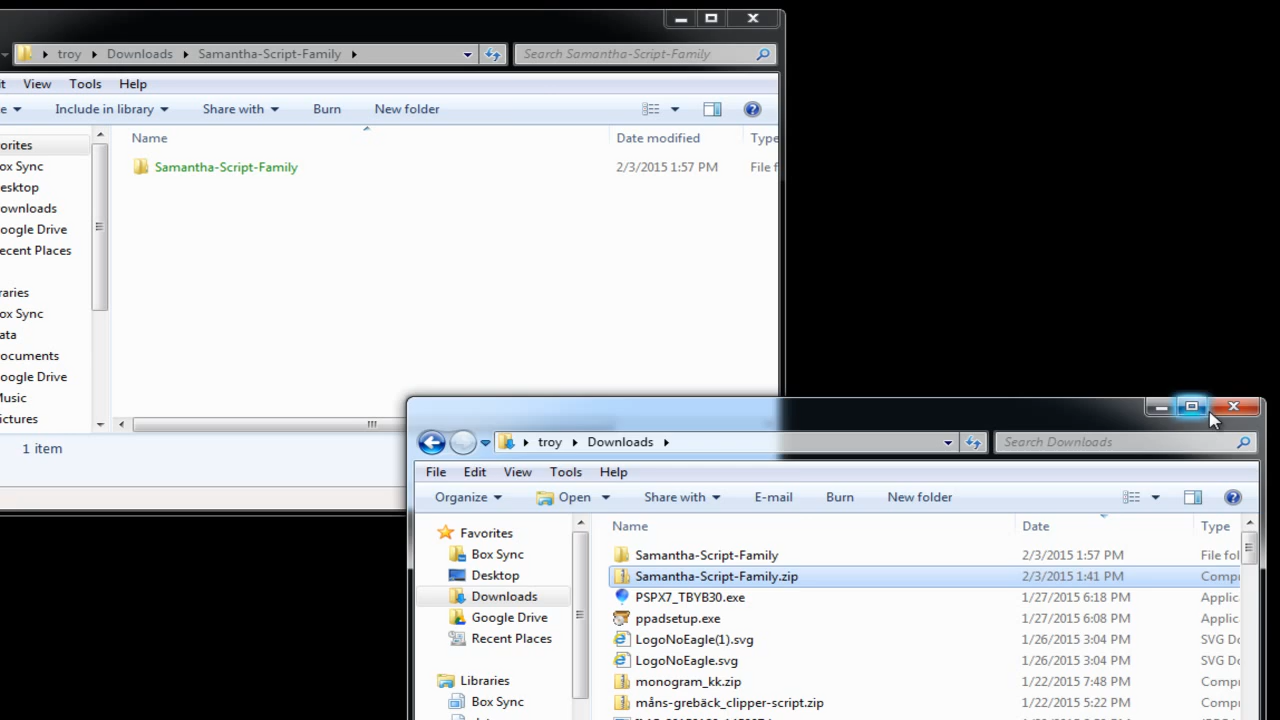 troy Downloads Samantha-Script-Family Search Samantha-Script-Family
View Tools Help
Include in library Share with Burn New folder
orites
ox Sync
esktop
ownloads
oogle Drive
ecent Places
raries
ox Sync
ata
ocuments
oogle Drive
Music
ictures
Name Date modified Type
Samantha-Script-Family 2/3/2015 1:57 PM File f
1 item
troy Downloads Search Downloads
File Edit View Tools Help
Organize Open Share with E-mail Burn New folder
Favorites
Box Sync
Desktop
Downloads
Google Drive
Recent Places
Libraries
Box Sync
Name Date Type
Samantha-Script-Family 2/3/2015 1:57 PM File fol
Samantha-Script-Family.zip 2/3/2015 1:41 PM Compr
PSPX7_TBYB30.exe 1/27/2015 6:18 PM Applic
ppadsetup.exe 1/27/2015 6:08 PM Applic
LogoNoEagle(1).svg 1/26/2015 3:04 PM SVG Do
LogoNoEagle.svg 1/26/2015 3:04 PM SVG Do
monogram_kk.zip 1/22/2015 7:48 PM Compr
måns-grebäck_clipper-script.zip 1/22/2015 5:22 PM Compr